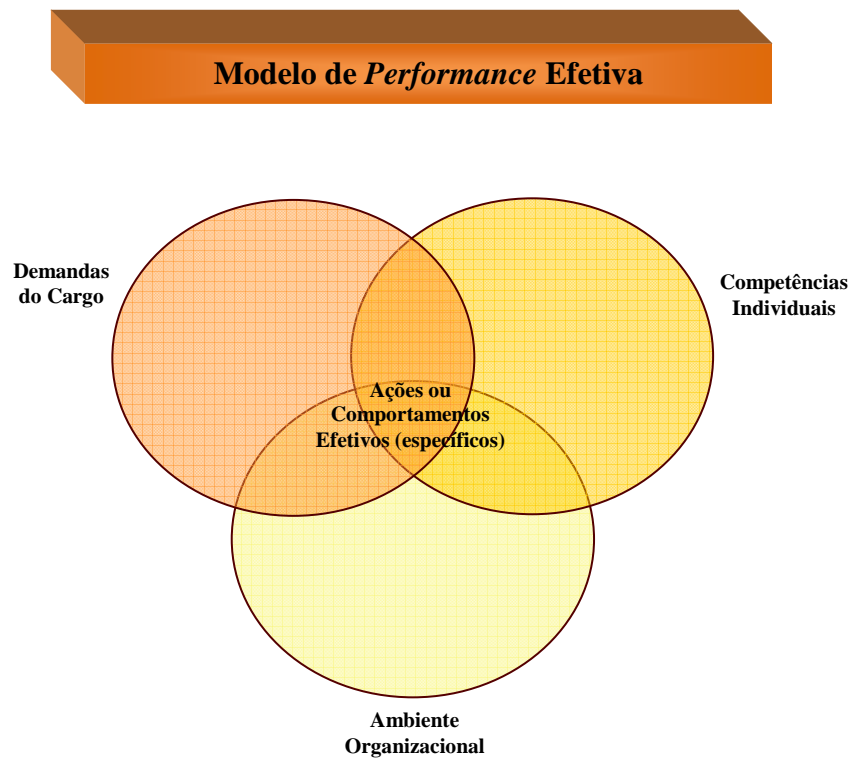 Modelo de Performance Efetiva
Demandas
do Cargo
Competências
Individuais
Ações ou
Comportamentos
Efetivos (específicos)
Ambiente
Organizacional